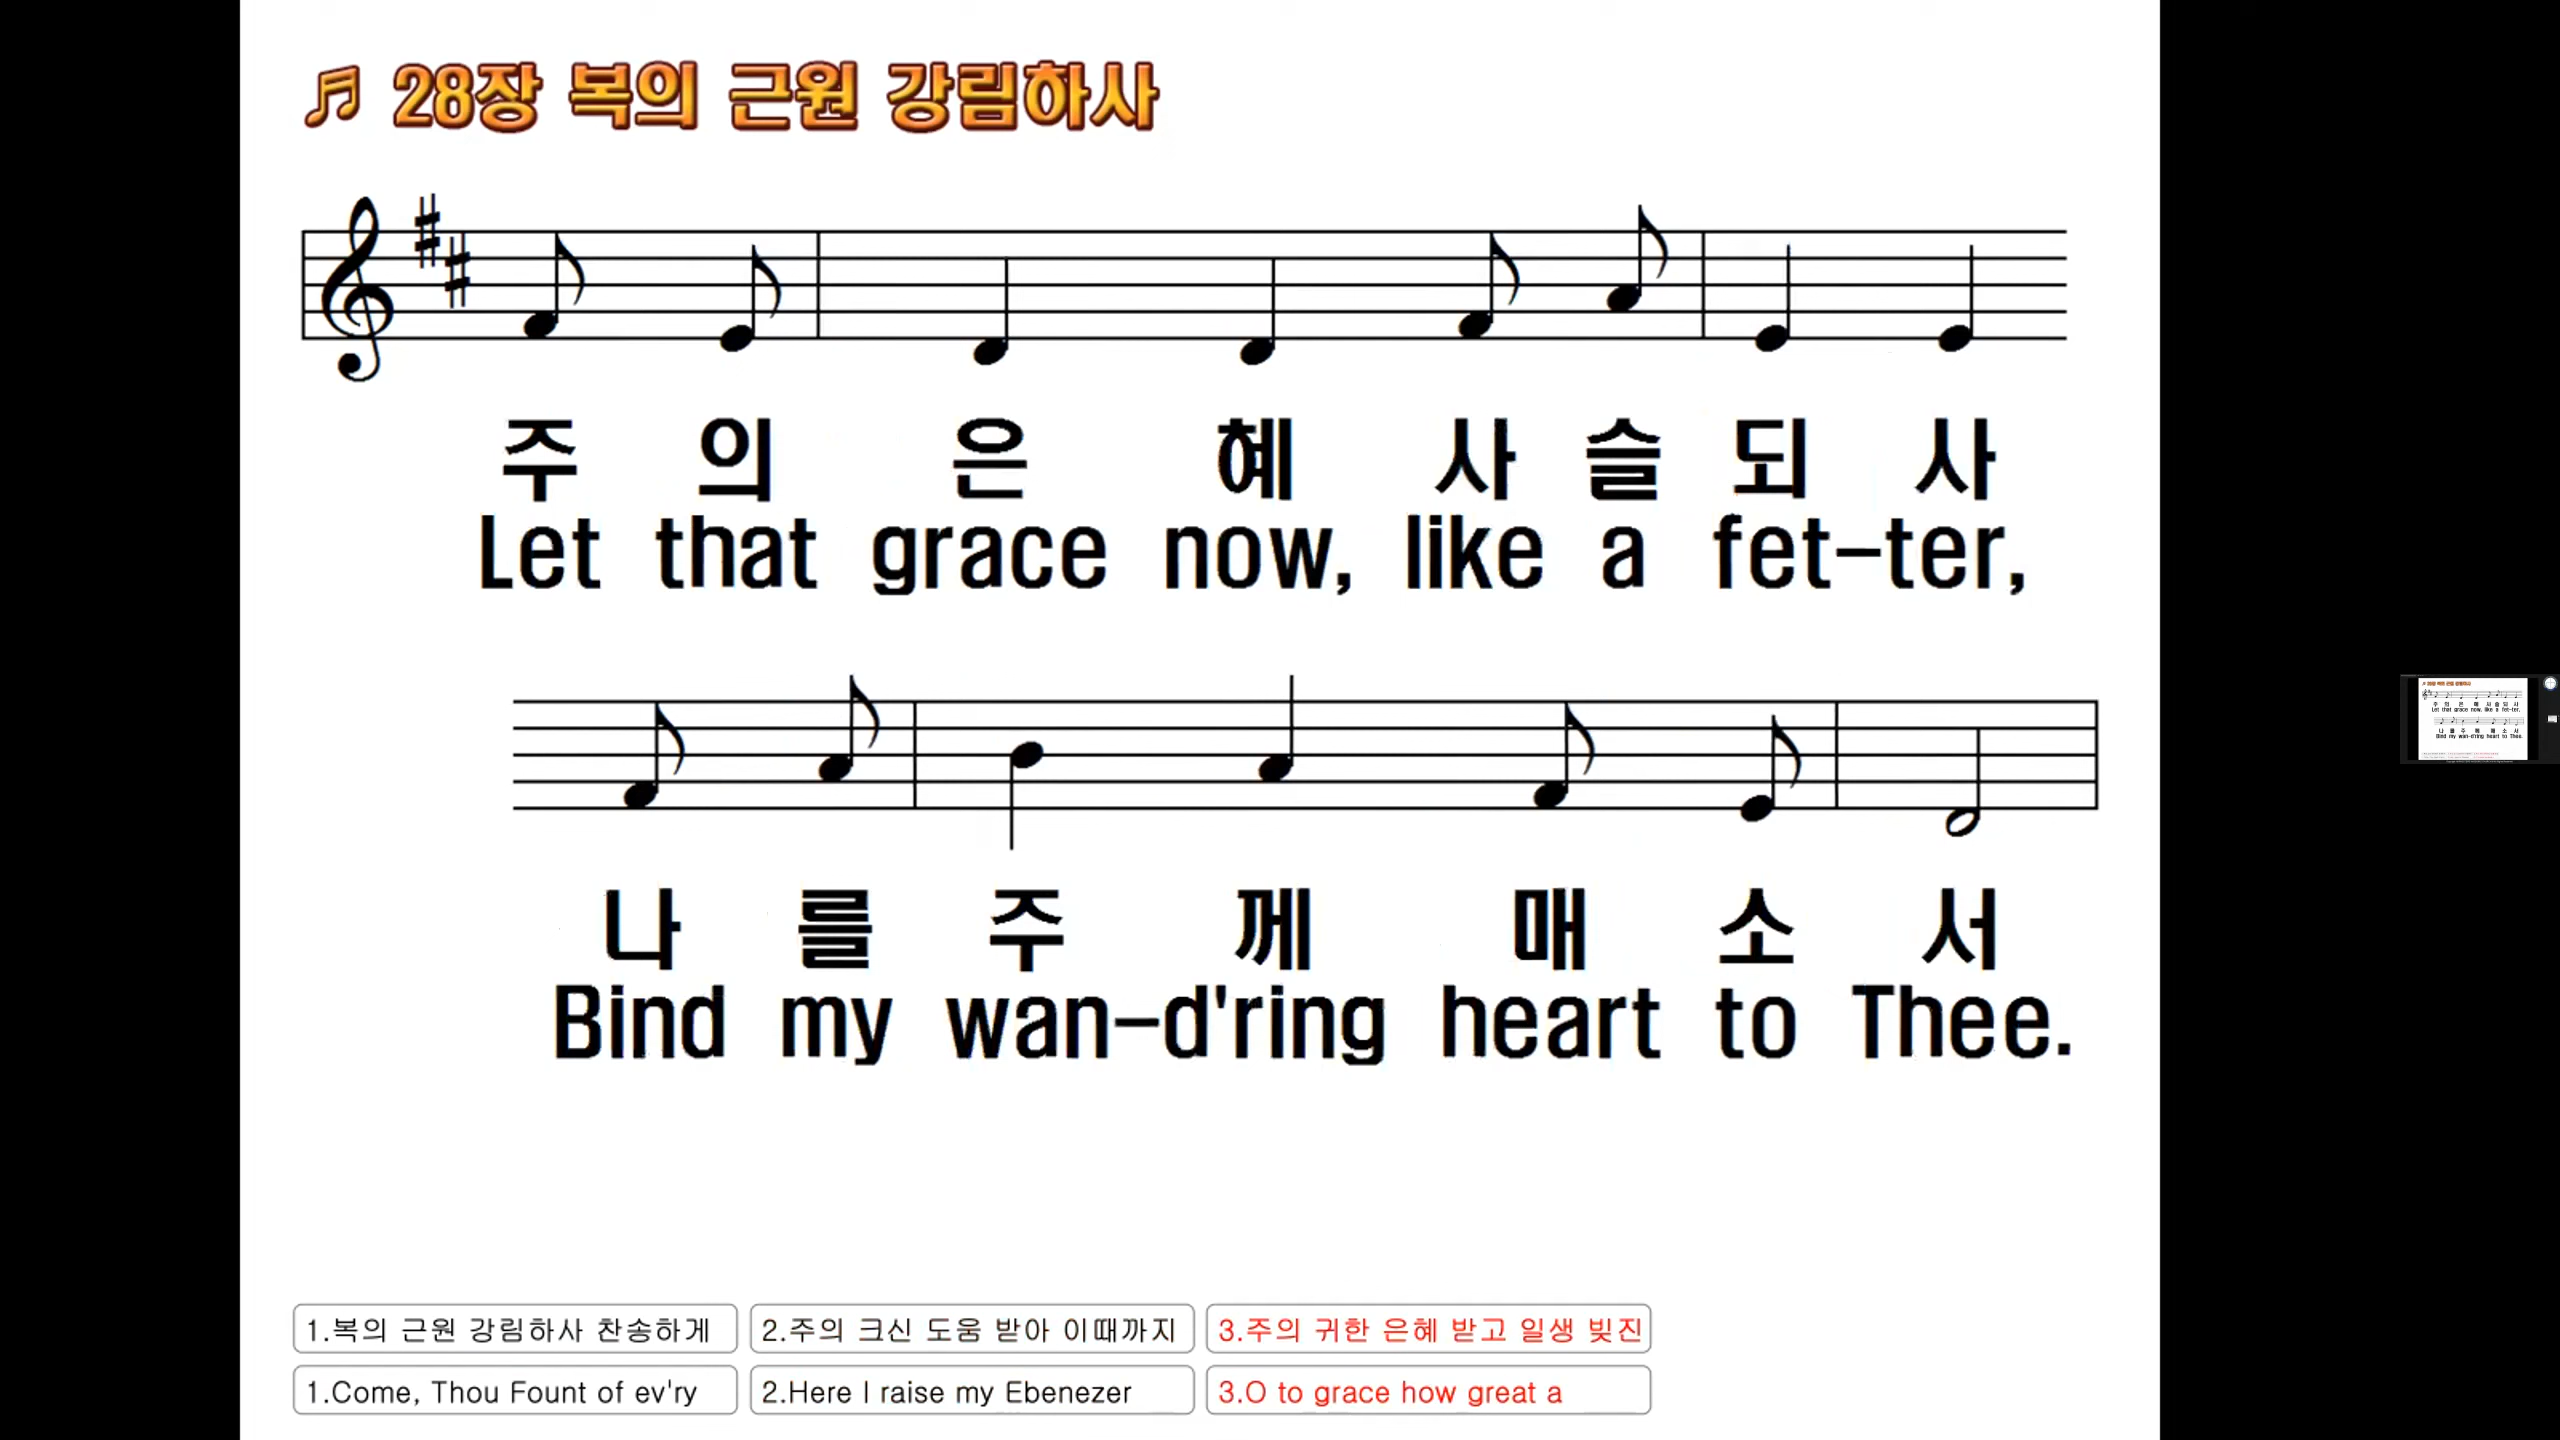 ♬ 28장 복의 근원 강림하사
주 의 은 혜 사 슬 되 사
Let that grace now, like a fet-ter,
나 를 주 께 매 소 서
Bind my wan-d'ring heart to Thee.
1.복의 근원 강림하사 찬송하게
2.주의 크신 도움 받아 이때까지
3.주의 귀한 은혜 받고 일생 빚진
1.Come, Thou Fount of ev'ry
2.Here I raise my Ebenezer
3.O to grace how great a